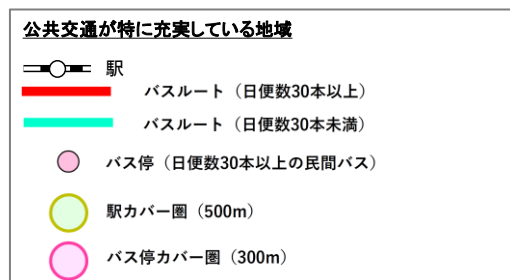 公共交通が特に充実している地域
駅
バスルート（日便数30本以上）
バスルート（日便数30本未満）
バス停（日便数30本以上の民間バス）
駅カバー圏（500m）
バス停カバー圏（300m）